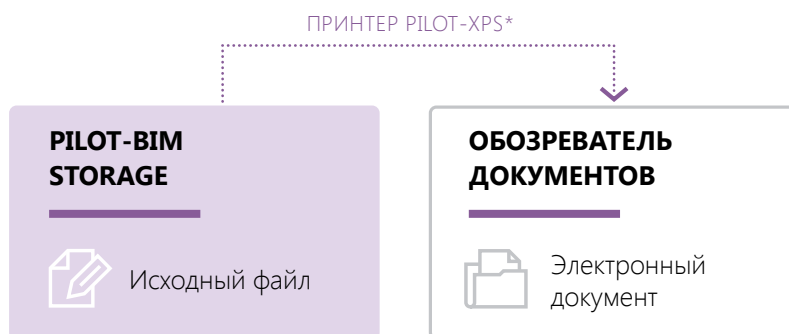 ПРИНТЕР PILOT-XPS*
PILOT-BIM
STORAGE
Исходный файл
ОБОЗРЕВАТЕЛЬ
ДОКУМЕНТОВ
Электронный
документ